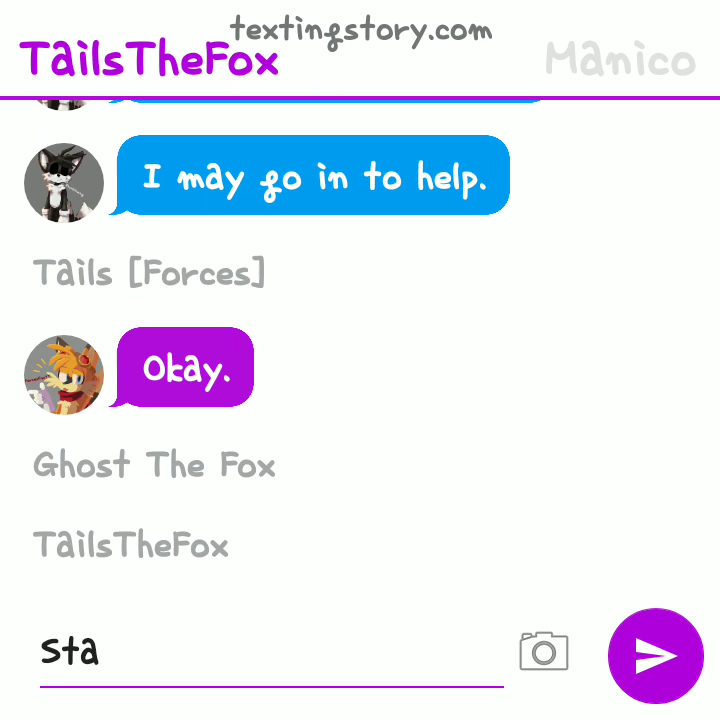 textingstory.com
TailsTheFox
Manico
I may go in to help.
Tails [Forces]
Okay.
Ghost The Fox
TailsTheFox
Sta